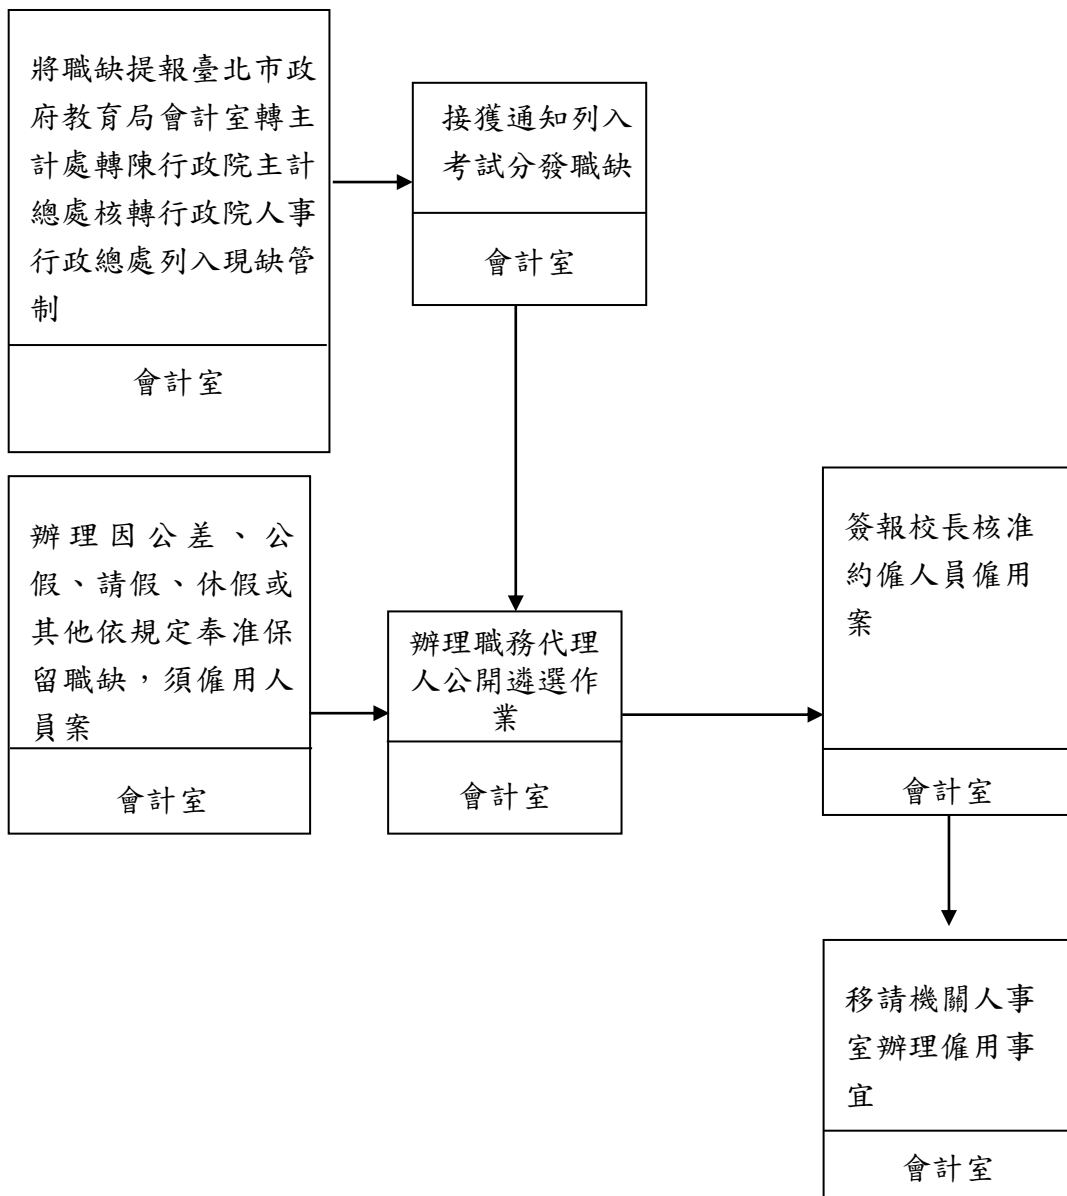 將職缺提報臺北市政
府教育局會計室轉主
計處轉陳行政院主計
總處核轉行政院人事
行政總處列入現缺管
制
會計室
接獲通知列入
考試分發職缺
會計室
辦理因公差、公
假、請假、休假或
其他依規定奉准保
留職缺，須僱用人
員案
會計室
辦理職務代理
人公開遴選作
業
會計室
簽報校長核准
約僱人員僱用
案
會計室
移請機關人事
室辦理僱用事
宜
會計室